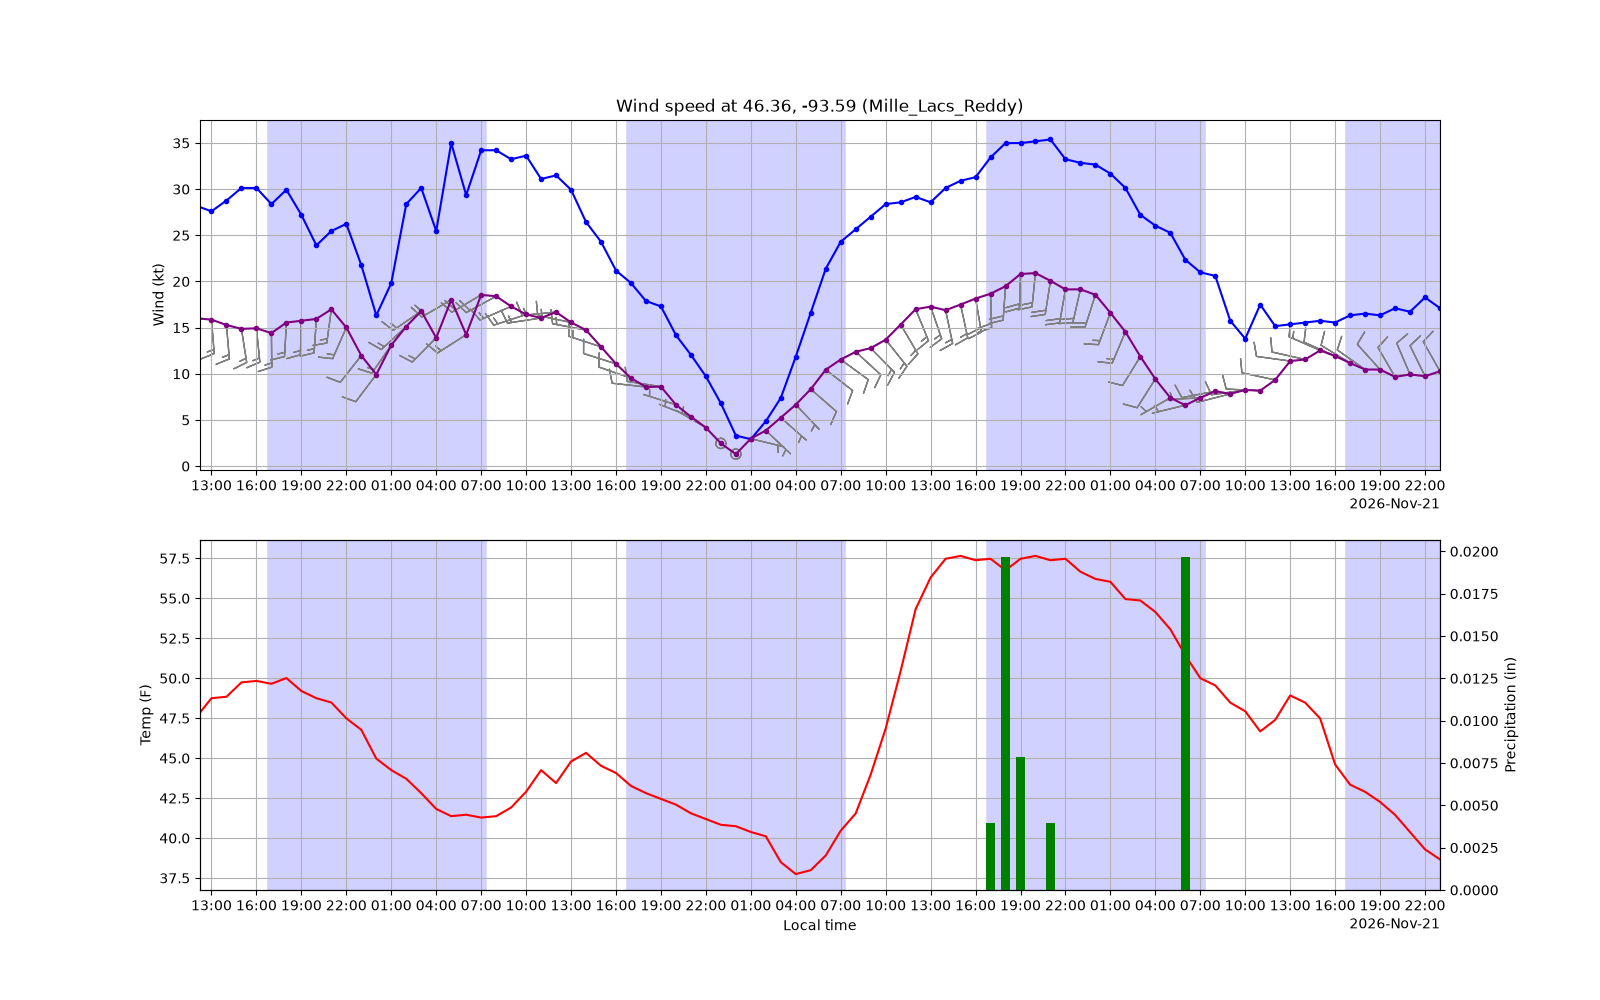 Wind speed at 46.36, -93.59 (Mille_Lacs_Reddy)
35
30
25
20
15
10
5
0
Wind (kt)
13:00 16:00 19:00 22:00 01:00 04:00 07:00 10:00 13:00 16:00 19:00 22:00 01:00 04:00 07:00 10:00 13:00 16:00 19:00 22:00 01:00 04:00 07:00 10:00 13:00 16:00 19:00 22:00
2026-Nov-21
57.5
55.0
52.5
50.0
47.5
45.0
42.5
40.0
37.5
Temp (F)
0.0200
0.0175
0.0150
0.0125
0.0100
0.0075
0.0050
0.0025
0.0000
Precipitation (in)
13:00 16:00 19:00 22:00 01:00 04:00 07:00 10:00 13:00 16:00 19:00 22:00 01:00 04:00 07:00 10:00 13:00 16:00 19:00 22:00 01:00 04:00 07:00 10:00 13:00 16:00 19:00 22:00
Local time
2026-Nov-21